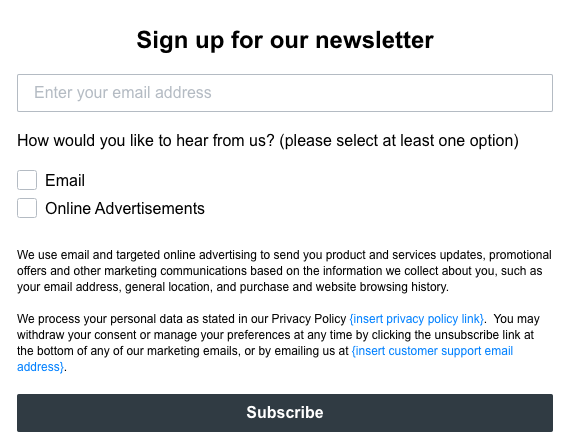 Sign up for our newsletter
Enter your email address
How would you like to hear from us? (please select at least one option)
Email
Online Advertisements
We use email and targeted online advertising to send you product and services updates, promotional
offers and other marketing communications based on the information we collect about you, such as
your email address, general location, and purchase and website browsing history.
We process your personal data as stated in our Privacy Policy {insert privacy policy link}.  You may
withdraw your consent or manage your preferences at any time by clicking the unsubscribe link at
the bottom of any of our marketing emails, or by emailing us at {insert customer support email
address}.
Subscribe